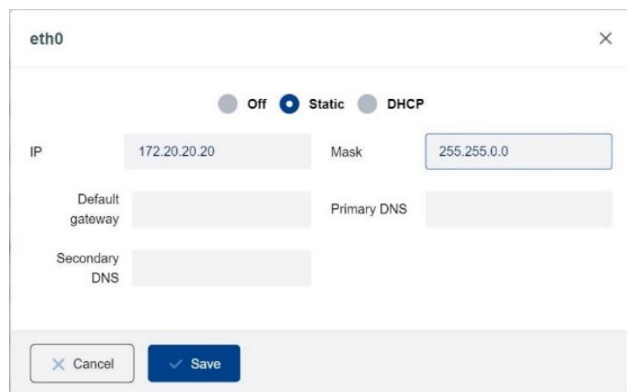 eth0
Off Static DHCP
IP 172.20.20.20 Mask 255.255.0.0
Default
gateway
Primary DNS
Secondary
DNS
Cancel Save